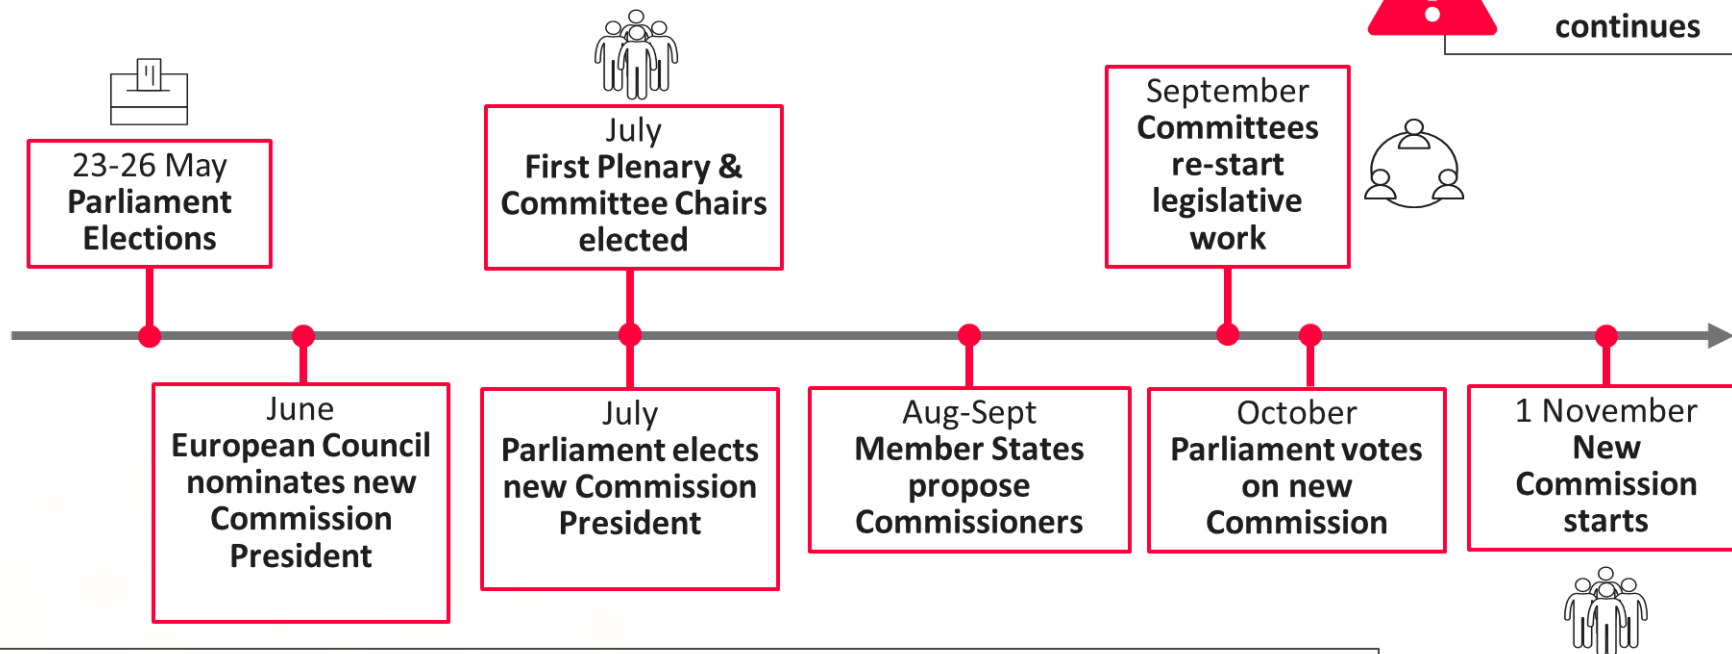 continues
23-26 May
Parliament
Elections
July
First Plenary &
Committee Chairs
elected
September
Committees
re-start
legislative
work
June
European Council
nominates new
Commission
President
July
Parliament elects
new Commission
President
Aug-Sept
Member States
propose
Commissioners
October
Parliament votes
on new
Commission
1 November
New
Commission
starts